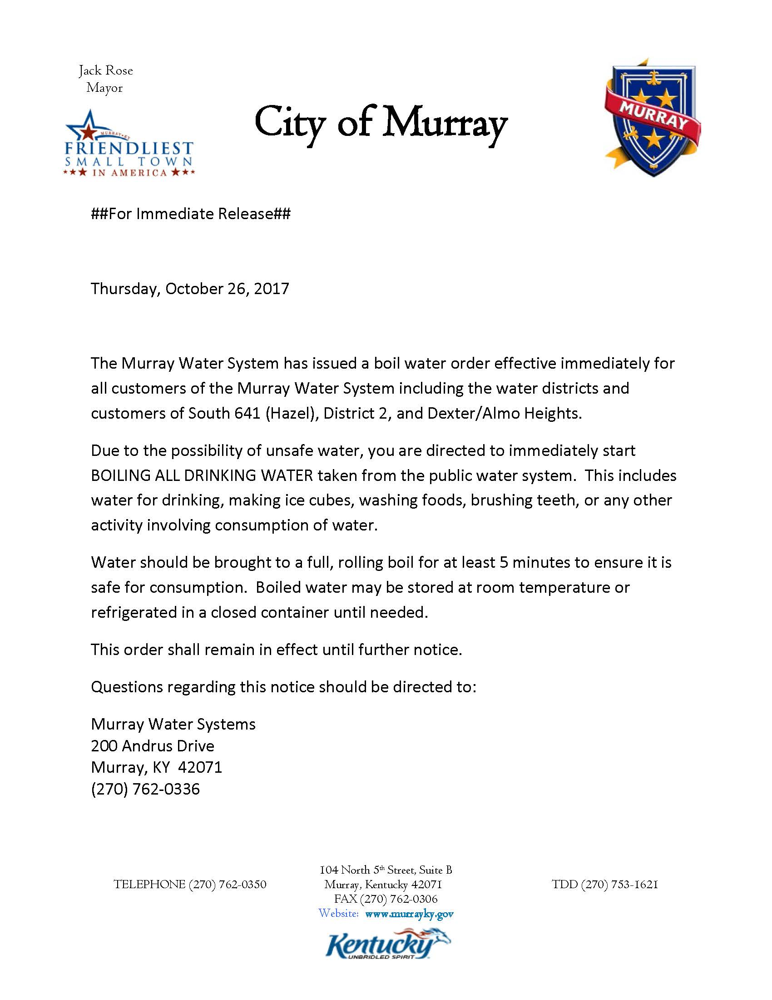 Jack Rose
Mayor
MURRAY•KY
FRIENDLIEST
SMALL TOWN
IN AMERICA
City of Murray
MURRAY
##For Immediate Release##
Thursday, October 26, 2017
The Murray Water System has issued a boil water order effective immediately for
all customers of the Murray Water System including the water districts and
customers of South 641 (Hazel), District 2, and Dexter/Almo Heights.
Due to the possibility of unsafe water, you are directed to immediately start
BOILING ALL DRINKING WATER taken from the public water system.  This includes
water for drinking, making ice cubes, washing foods, brushing teeth, or any other
activity involving consumption of water.
Water should be brought to a full, rolling boil for at least 5 minutes to ensure it is
safe for consumption.  Boiled water may be stored at room temperature or
refrigerated in a closed container until needed.
This order shall remain in effect until further notice.
Questions regarding this notice should be directed to:
Murray Water Systems
200 Andrus Drive
Murray, KY  42071
(270) 762-0336
104 North 5th Street, Suite B
TELEPHONE (270) 762-0350 Murray, Kentucky 42071 TDD (270) 753-1621
FAX (270) 762-0306
Website:  www.murrayky.gov
Kentucky
UNBRIDLED SPIRIT